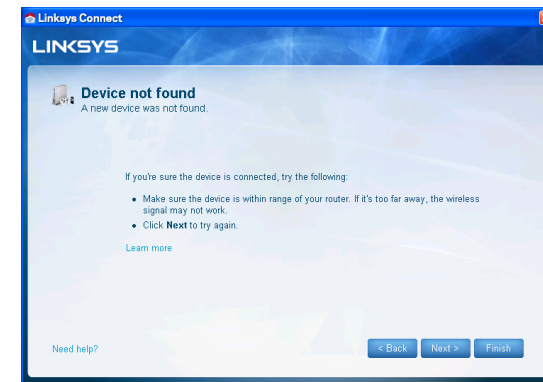 Linksys Connect
LINKSYS
Device not found
A new device was not found.
If you're sure the device is connected, try the following:
• Make sure the device is within range of your router. If it's too far away, the wireless
signal may not work.
• Click Next to try again.
Learn more
Need help?
< Back
Next >
Finish